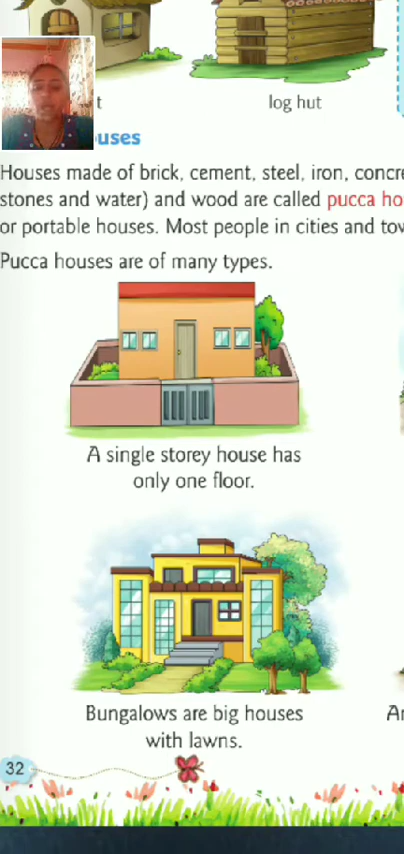 t
log hut
uses
Houses made of brick, cement, steel, iron, concre
stones and water) and wood are called pucca ho
or portable houses. Most people in cities and tow
Pucca houses are of many types.
A single storey house has
only one floor.
Bungalows are big houses
with lawns.
Ar
32